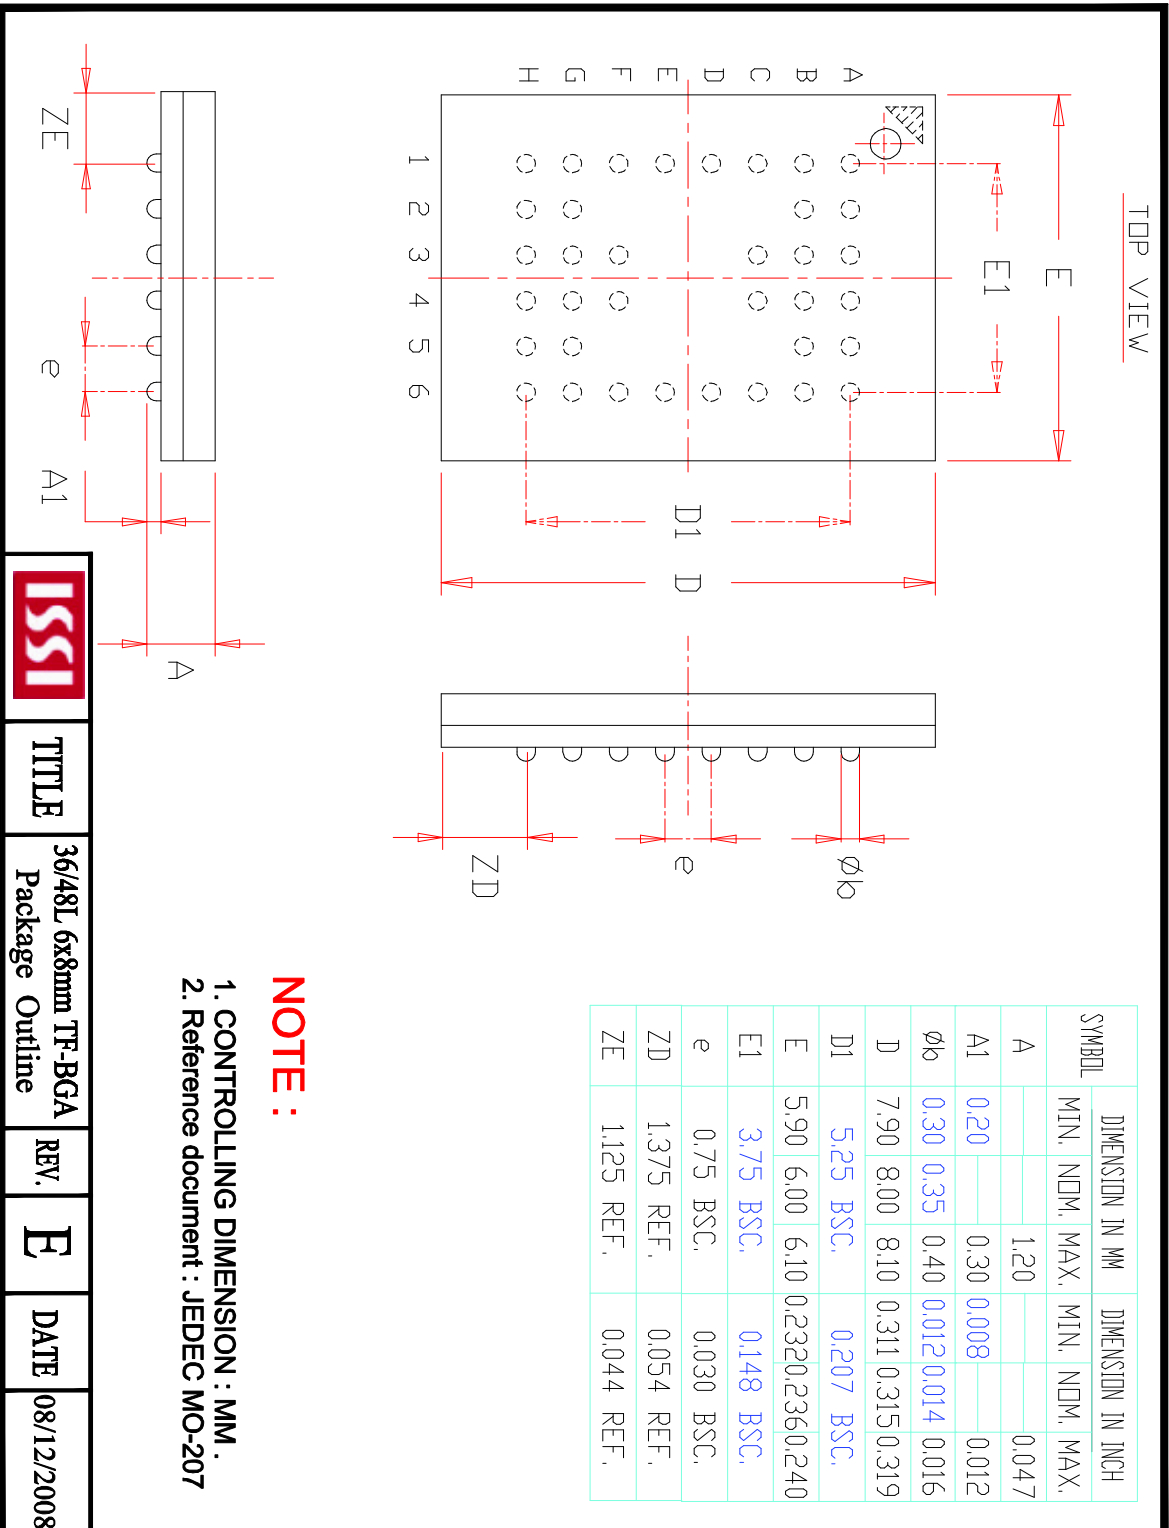 TOP VIEW
E
E1
A B C D E F G H
1 2 3 4 5 6
D1
D
ZE
e
A1
A
Øb
e
ZD
SYMBOL DIMENSION IN MM DIMENSION IN INCH
MIN. NOM. MAX. MIN. NOM. MAX.
A 1.20 0.047
A1 0.20 0.30 0.008 0.012
Øb 0.30 0.35 0.40 0.012 0.014 0.016
D 7.90 8.00 8.10 0.311 0.315 0.319
D1 5.25 BSC. 0.207 BSC.
E 5.90 6.00 6.10 0.232 0.236 0.240
E1 3.75 BSC. 0.148 BSC.
e 0.75 BSC. 0.030 BSC.
ZD 1.375 REF. 0.054 REF.
ZE 1.125 REF. 0.044 REF.
NOTE :
1. CONTROLLING DIMENSION : MM .
2. Reference document : JEDEC MO-207
ISSI
TITLE
36/48L 6x8mm TF-BGA
Package Outline
REV.
E
DATE
08/12/2008